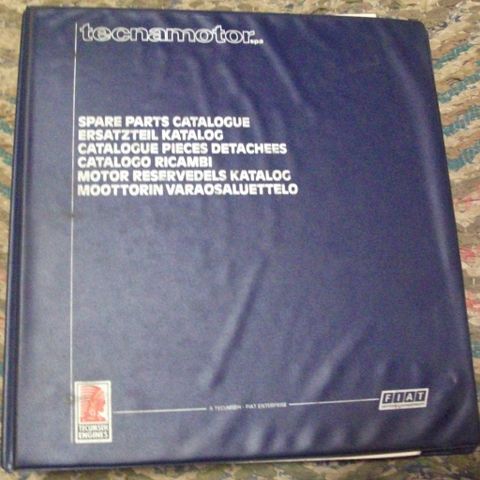 tecnamotor spa
SPARE PARTS CATALOGUE
ERSATZTEIL KATALOG
CATALOGUE PIECES DETACHEES
CATALOGO RICAMBI
MOTOR RESERVEDELS KATALOG
MOOTTORIN VARAOSALUETTELO
A TECUMSEH - FIAT ENTERPRISE
TECUMSEH
ENGINES
FIAT